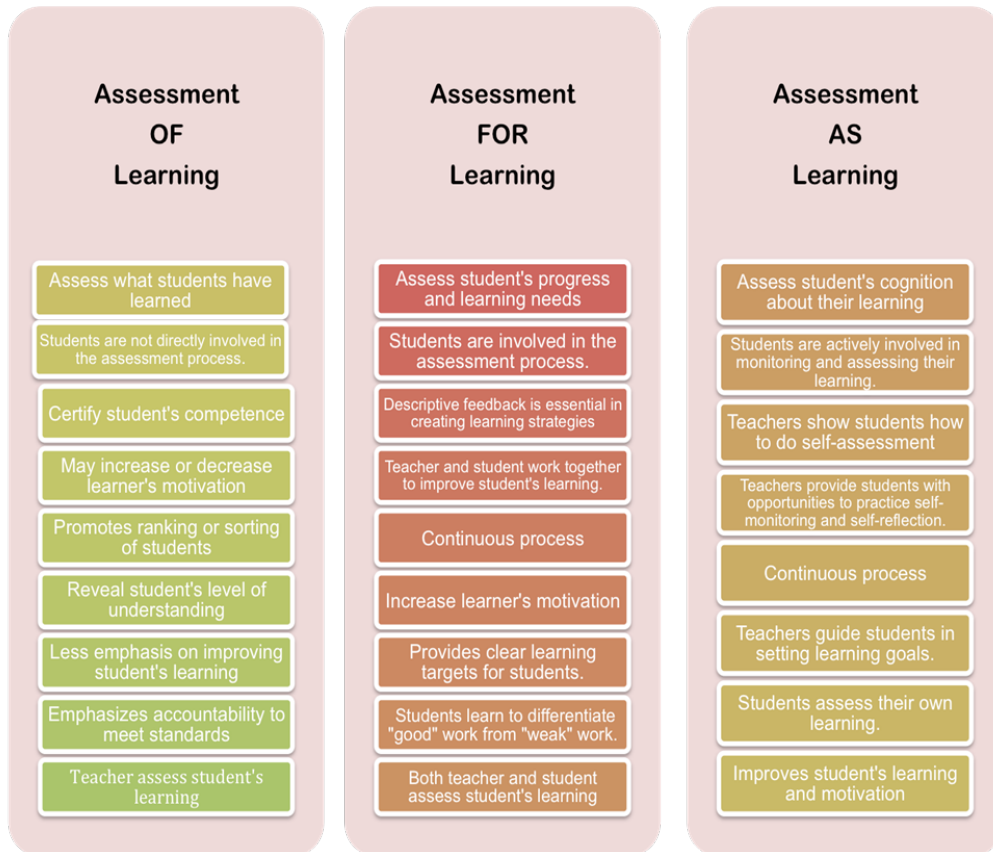 Assessment
OF
Learning
Assess what students have
learned
Students are not directly involved in
the assessment process.
Certify student's competence
May increase or decrease
learner's motivation
Promotes ranking or sorting
of students
Reveal student's level of
understanding
Less emphasis on improving
student's learning
Emphasizes accountability to
meet standards
Teacher assess student's
learning
Assessment
FOR
Learning
Assess student's progress
and learning needs
Students are involved in the
assessment process.
Descriptive feedback is essential in
creating learning strategies
Teacher and student work together
to improve student's learning.
Continuous process
Increase learner's motivation
Provides clear learning
targets for students.
Students learn to differentiate
"good" work from "weak" work.
Both teacher and student
assess student's learning
Assessment
AS
Learning
Assess student's cognition
about their learning
Students are actively involved in
monitoring and assessing their
learning.
Teachers show students how
to do self-assessment
Teachers provide students with
opportunities to practice self-
monitoring and self-reflection.
Continuous process
Teachers guide students in
setting learning goals.
Students assess their own
learning.
Improves student's learning
and motivation